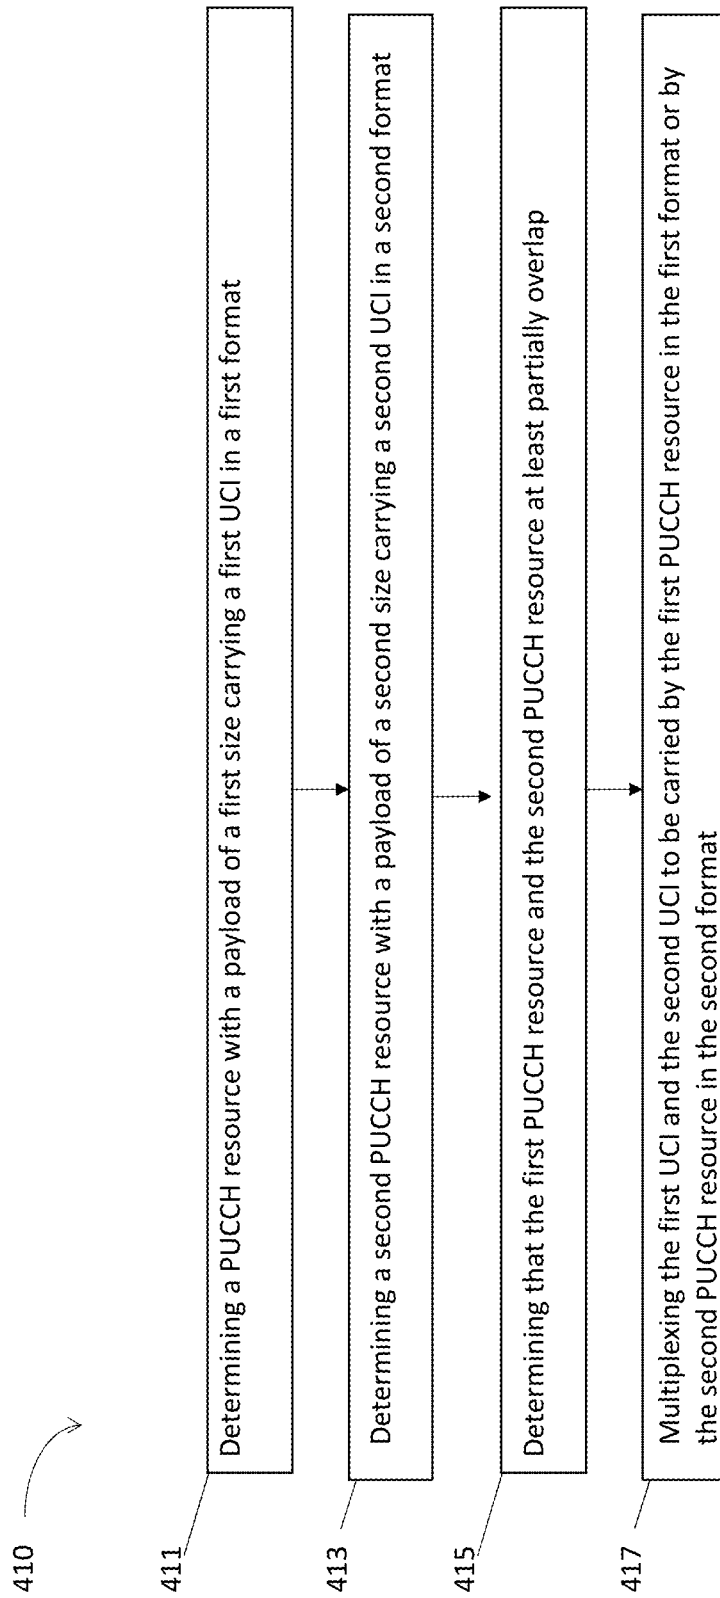 410
411
Determining a PUCCH resource with a payload of a first size carrying a first UCI in a first format
413
Determining a second PUCCH resource with a payload of a second size carrying a second UCI in a second format
415
Determining that the first PUCCH resource and the second PUCCH resource at least partially overlap
417
Multiplexing the first UCI and the second UCI to be carried by the first PUCCH resource in the first format or by
the second PUCCH resource in the second format